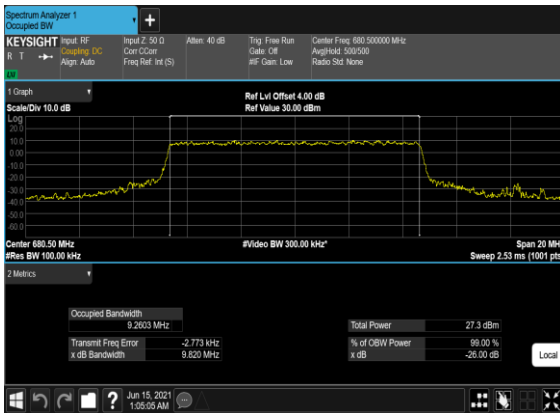 Spectrum Analyzer 1
Occupied BW
KEYSIGHT
R T
LXI
Input: RF
Coupling: DC
Align: Auto
Input Z: 50 Ω
Corr CCorr
Freq Ref: Int (S)
Atten: 40 dB
Trig: Free Run
Gate: Off
#IF Gain: Low
Center Freq: 680.500000 MHz
Avg|Hold: 500/500
Radio Std: None
1 Graph
Scale/Div 10.0 dB
Ref Lvl Offset 4.00 dB
Ref Value 30.00 dBm
Log
20.0
10.0
0.00
-10.0
-20.0
-30.0
-40.0
-50.0
-60.0
Center 680.50 MHz
#Res BW 100.00 kHz
#Video BW 300.00 kHz*
Span 20 MH
Sweep 2.53 ms (1001 pts
2 Metrics
Occupied Bandwidth
9.2603 MHz
Transmit Freq Error -2.773 kHz
x dB Bandwidth 9.820 MHz
Total Power 27.3 dBm
% of OBW Power 99.00 %
x dB -26.00 dB
Local
?
Jun 15, 2021
1:05:05 AM